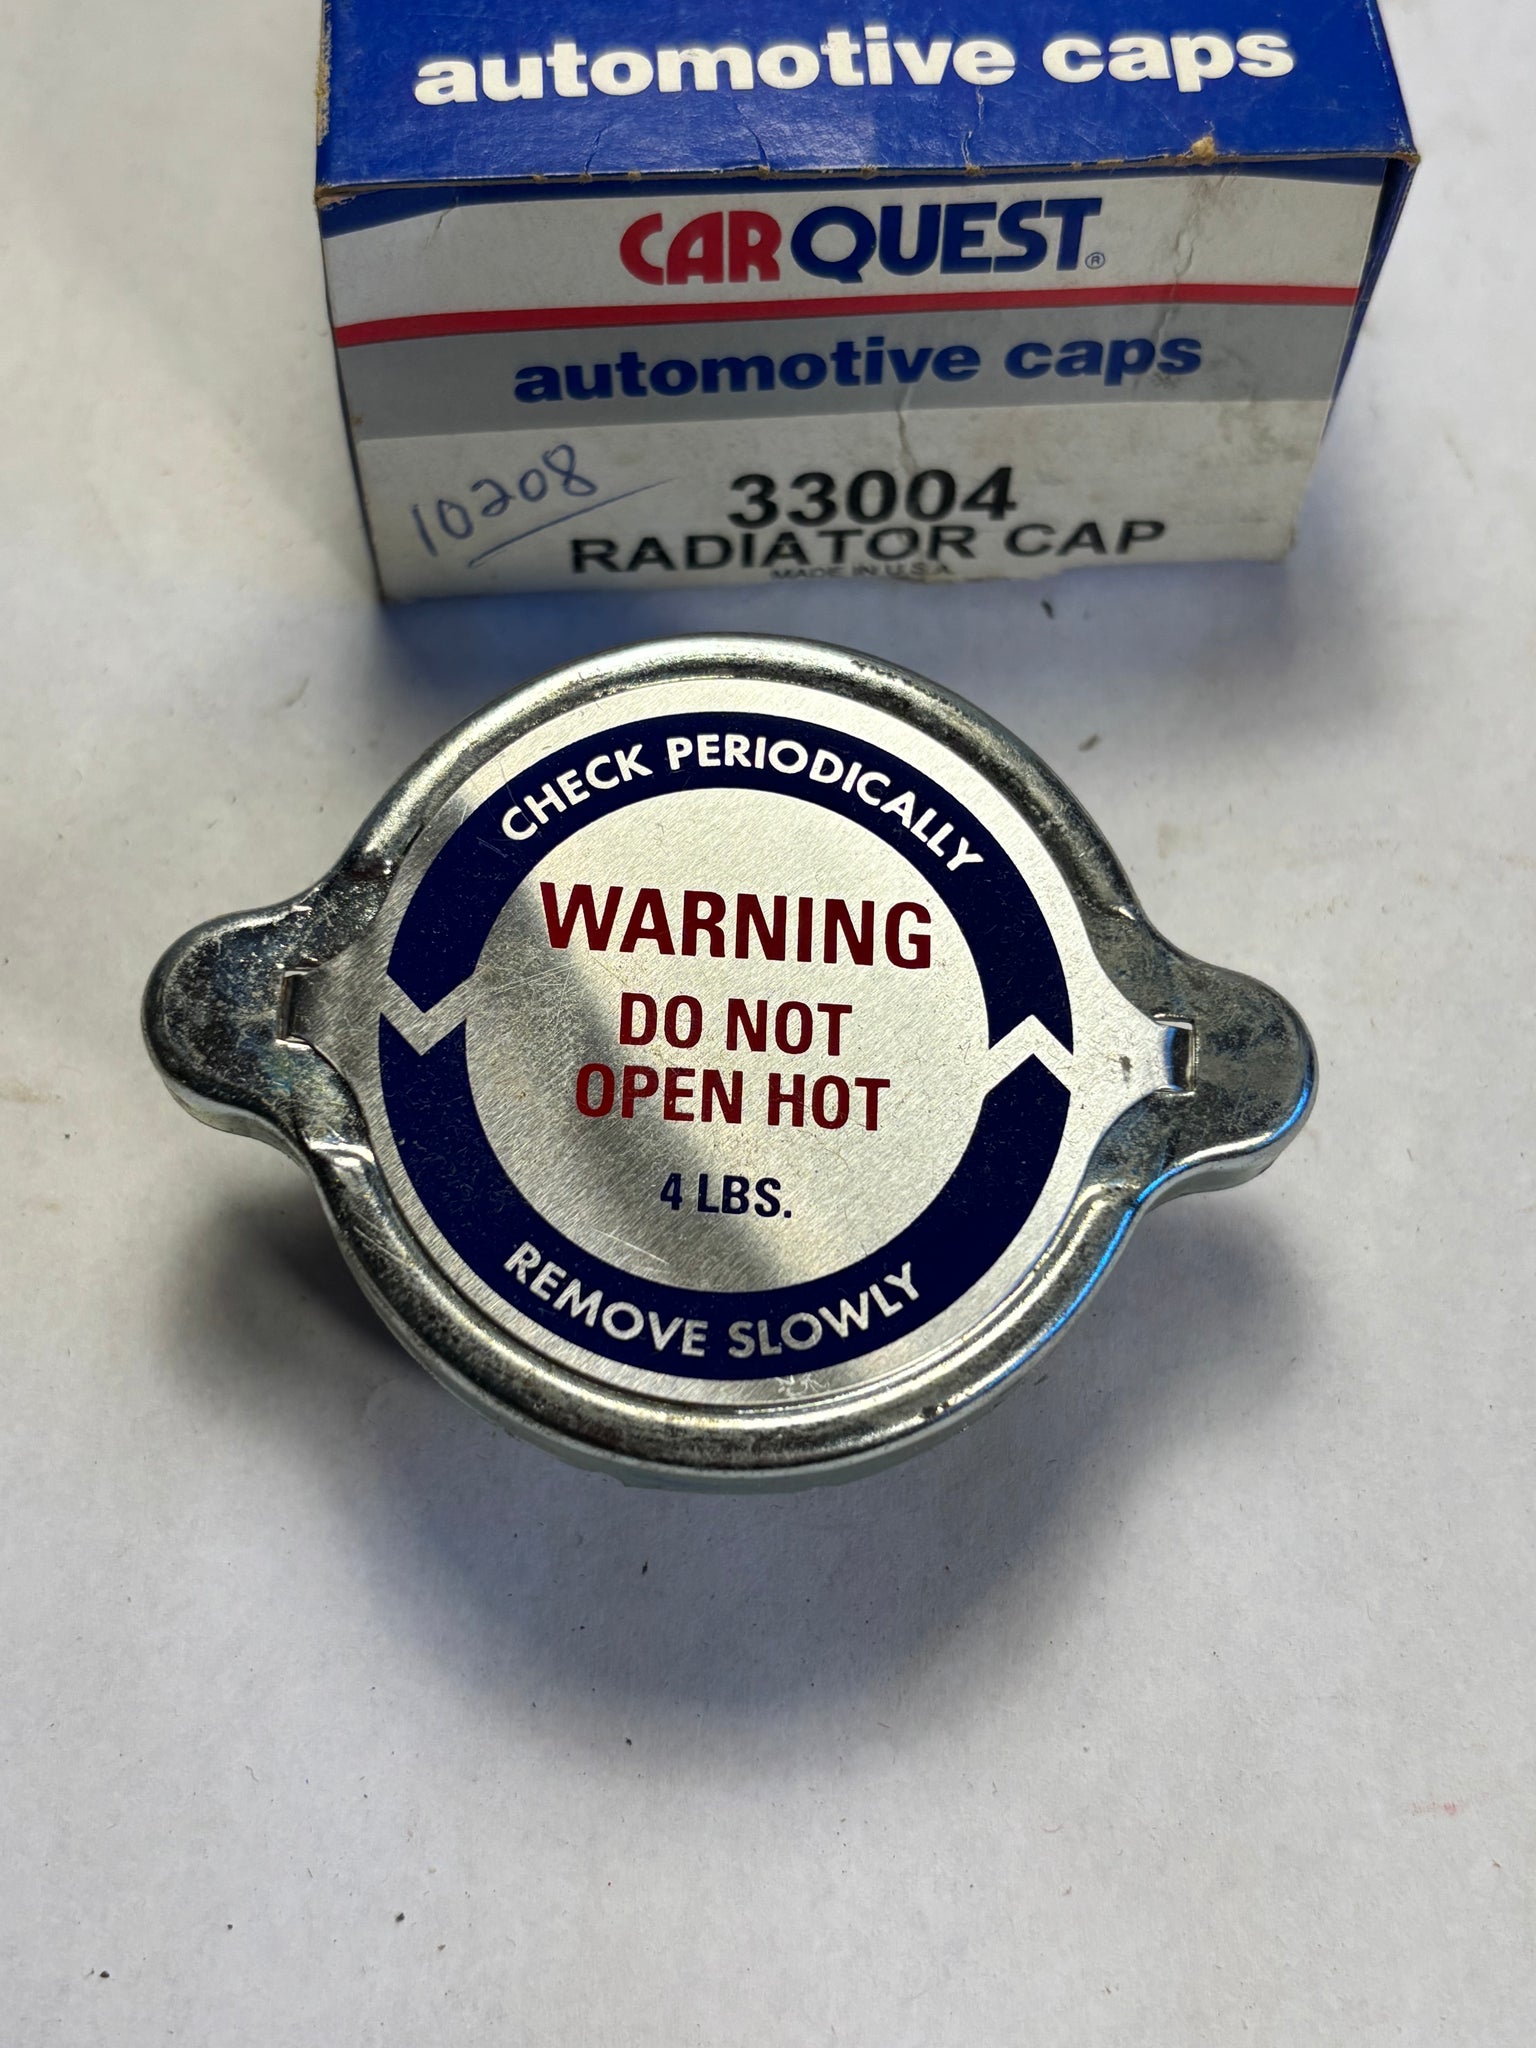 automotive caps
CARQUEST®
automotive caps
10208
33004
RADIATOR CAP
MADE IN U.S.A.
CHECK PERIODICALLY
WARNING
DO NOT
OPEN HOT
4 LBS.
REMOVE SLOWLY